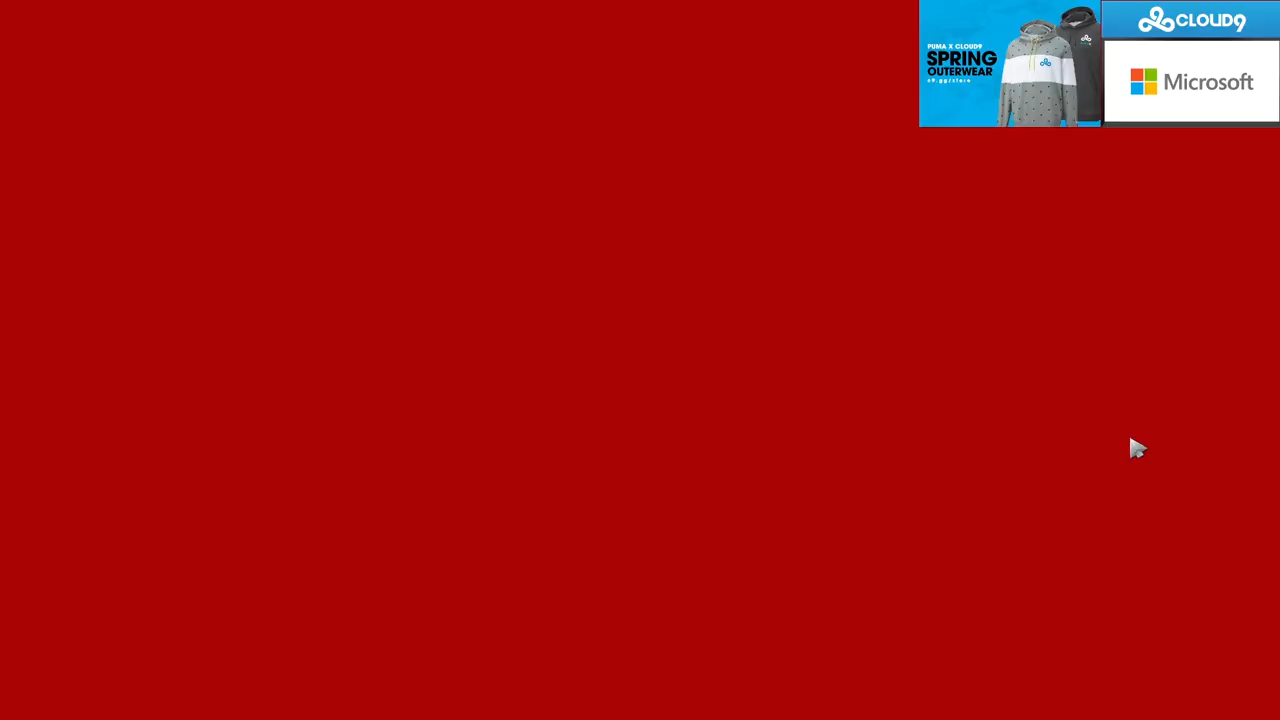 PUMA X CLOUD9
SPRING
OUTERWEAR
c9.gg/store
CLOUD9
Microsoft